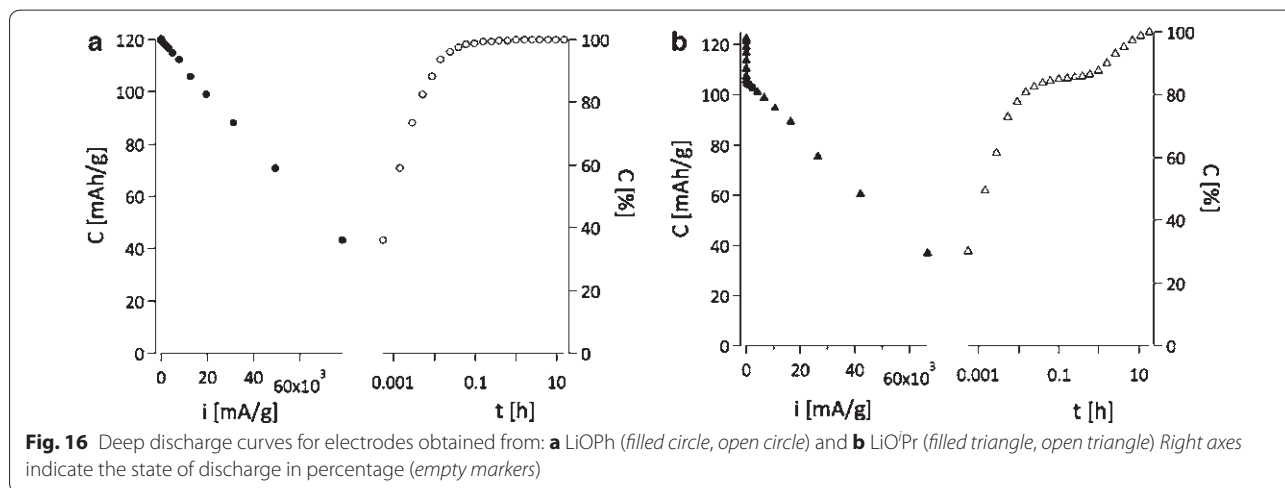 a
120
100
80
60
40
20
0
C [mAh/g]
0 20 40 60x10³
i [mA/g]
100
80
60
40
20
0
C [%]
0.001 0.1 10
t [h]
b
120
100
80
60
40
20
0
C [mAh/g]
0 20 40 60x10³
i [mA/g]
100
80
60
40
20
0
C [%]
0.001 0.1 10
t [h]
Fig. 16 Deep discharge curves for electrodes obtained from: a LiOPh (filled circle, open circle) and b LiOⁱPr (filled triangle, open triangle) Right axes
indicate the state of discharge in percentage (empty markers)